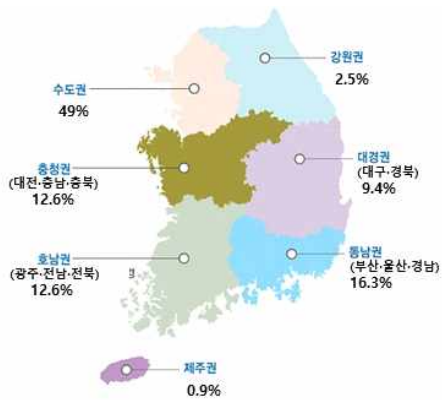 강원권
2.5%
수도권
49%
충청권
(대전·충남·충북)
12.6%
대경권
(대구·경북)
9.4%
호남권
(광주·전남·전북)
12.6%
동남권
(부산·울산·경남)
16.3%
제주권
0.9%